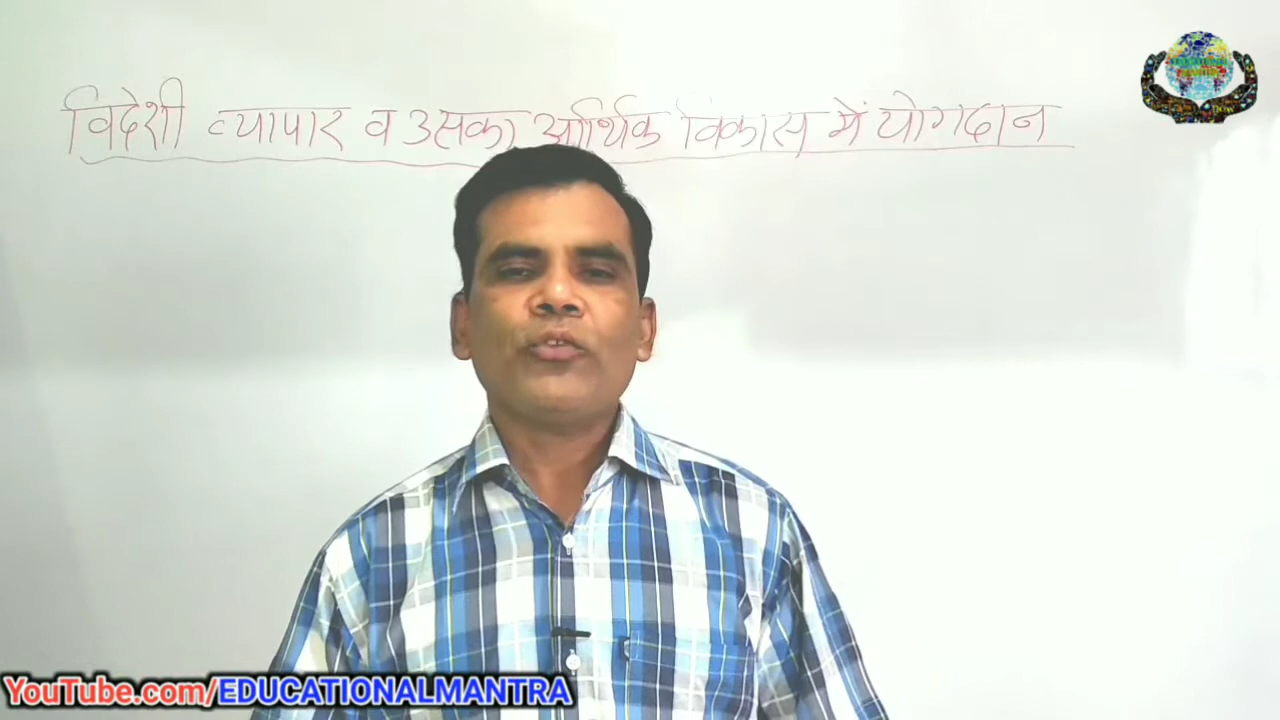 विदेशी व्यापार व उसका आर्थिक विकास में योगदान
YouTube.com/EDUCATIONALMANTRA